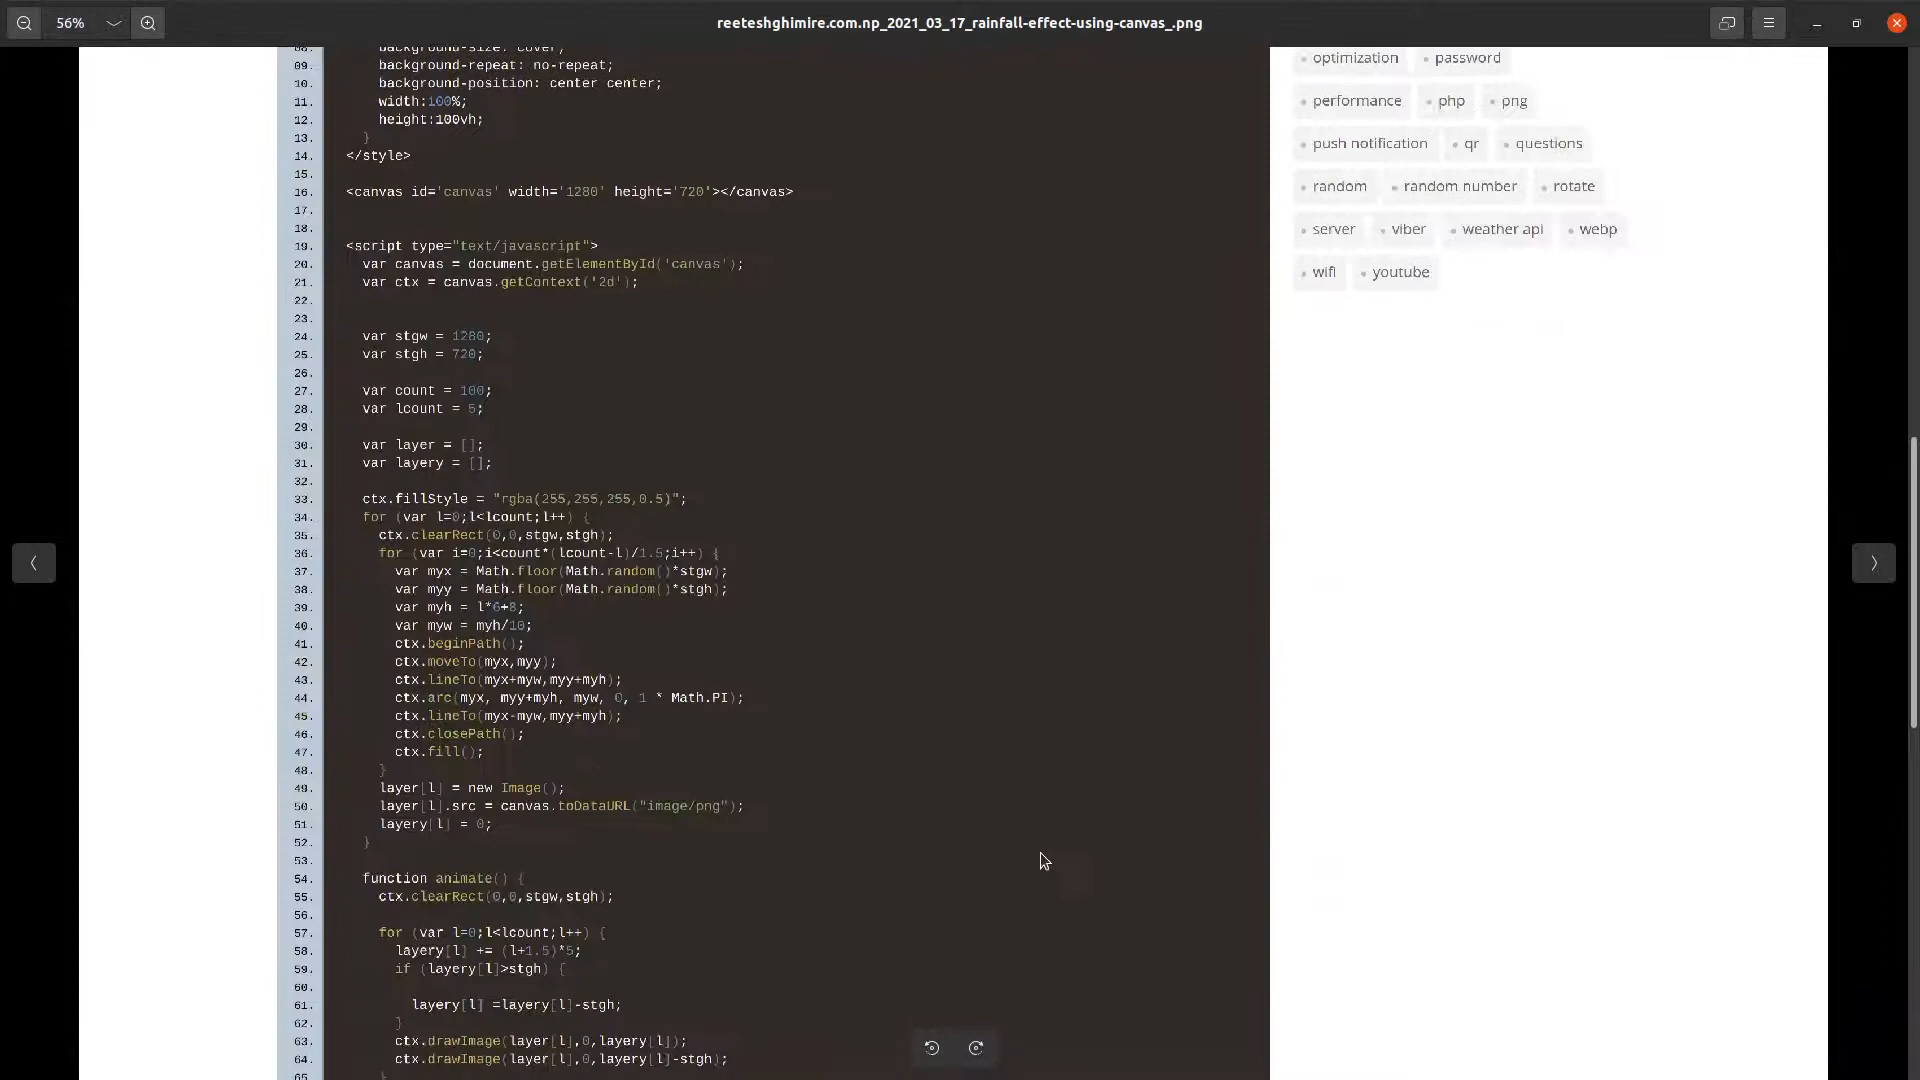 56%
reeteshghimire.com.np_2021_03_17_rainfall-effect-using-canvas_.png
08. background-size: cover;
09. background-repeat: no-repeat;
10. background-position: center center;
11. width:100%;
12. height:100vh;
13. }
14. </style>
15.
16. <canvas id='canvas' width='1280' height='720'></canvas>
17.
18.
19. <script type="text/javascript">
20. var canvas = document.getElementById('canvas');
21. var ctx = canvas.getContext('2d');
22.
23.
24. var stgw = 1280;
25. var stgh = 720;
26.
27. var count = 100;
28. var lcount = 5;
29.
30. var layer = [];
31. var layery = [];
32.
33. ctx.fillStyle = "rgba(255,255,255,0.5)";
34. for (var l=0;l<lcount;l++) {
35. ctx.clearRect(0,0,stgw,stgh);
36. for (var i=0;i<count*(lcount-l)/1.5;i++) {
37. var myx = Math.floor(Math.random()*stgw);
38. var myy = Math.floor(Math.random()*stgh);
39. var myh = l*6+8;
40. var myw = myh/10;
41. ctx.beginPath();
42. ctx.moveTo(myx,myy);
43. ctx.lineTo(myx+myw,myy+myh);
44. ctx.arc(myx, myy+myh, myw, 0, 1 * Math.PI);
45. ctx.lineTo(myx-myw,myy+myh);
46. ctx.closePath();
47. ctx.fill();
48. }
49. layer[l] = new Image();
50. layer[l].src = canvas.toDataURL("image/png");
51. layery[l] = 0;
52. }
53.
54. function animate() {
55. ctx.clearRect(0,0,stgw,stgh);
56.
57. for (var l=0;l<lcount;l++) {
58. layery[l] += (l+1.5)*5;
59. if (layery[l]>stgh) {
60.
61. layery[l] =layery[l]-stgh;
62. }
63. ctx.drawImage(layer[l],0,layery[l]);
64. ctx.drawImage(layer[l],0,layery[l]-stgh);
65. }
optimization password
performance php png
push notification qr questions
random random number rotate
server viber weather api webp
wifi youtube